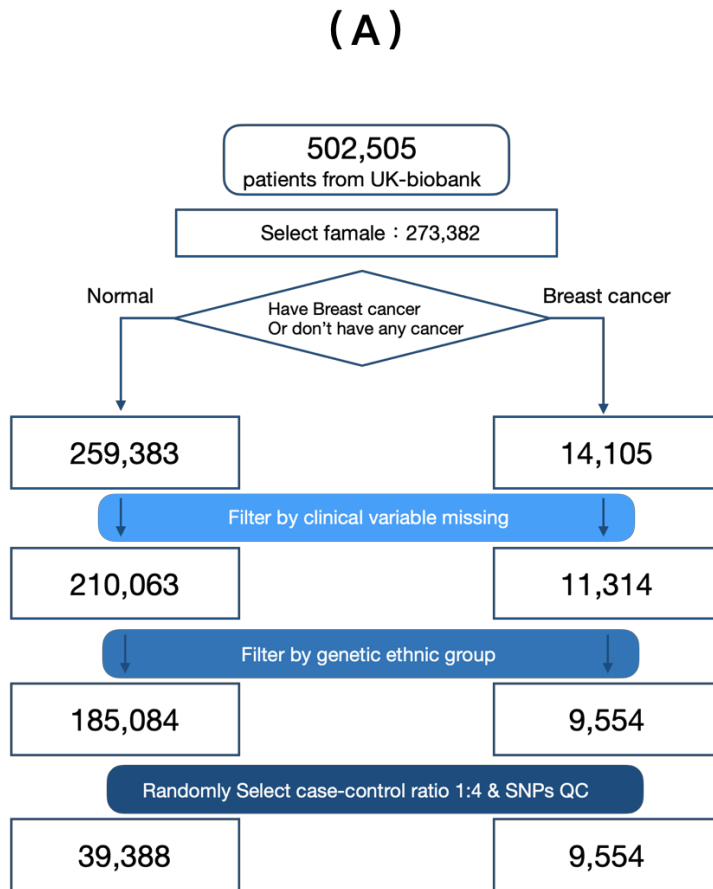 (A)
502,505
patients from UK-biobank
Select famale：273,382
Normal
Breast cancer
Have Breast cancer
Or don't have any cancer
259,383
14,105
Filter by clinical variable missing
210,063
11,314
Filter by genetic ethnic group
185,084
9,554
Randomly Select case-control ratio 1:4 & SNPs QC
39,388
9,554